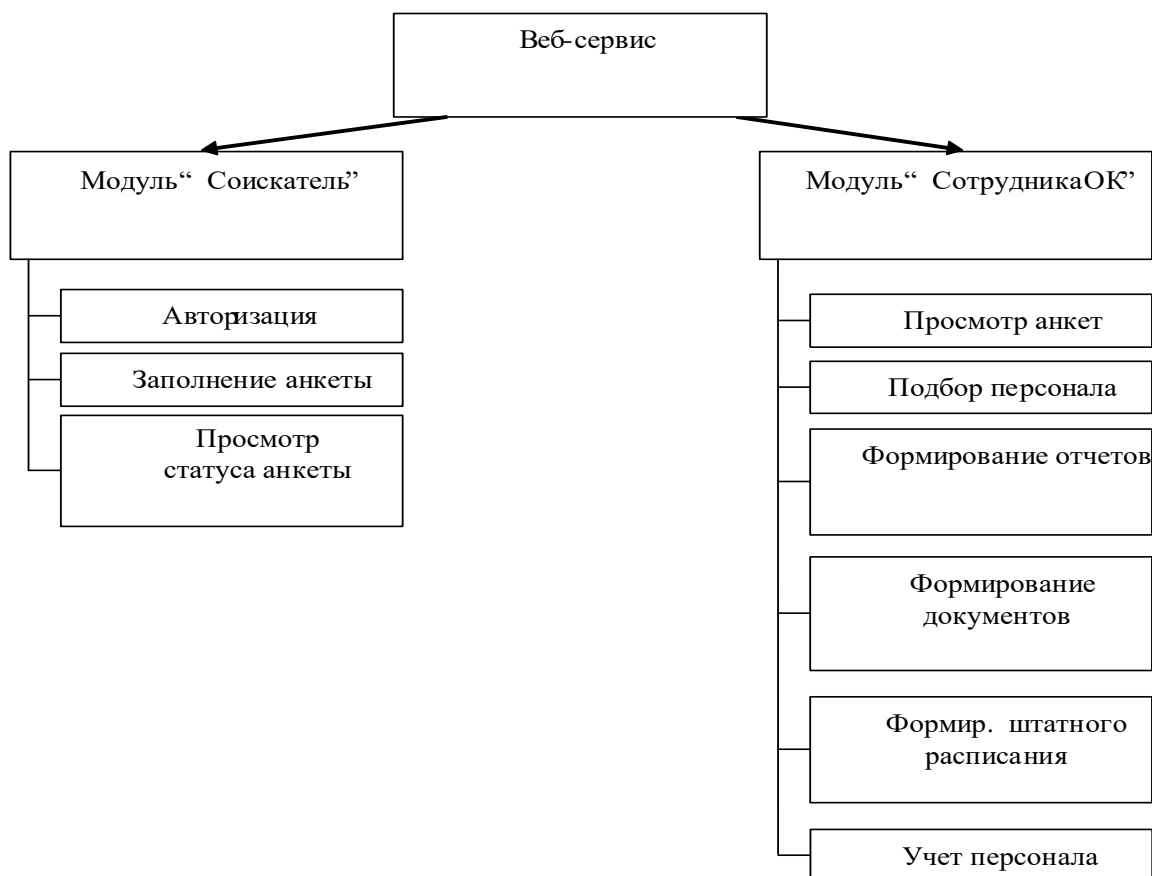 Веб-сервис
Модуль“ Соискатель”
Авторизация
Заполнение анкеты
Просмотр
статуса анкеты
Модуль“ СотрудникаОК”
Просмотр анкет
Подбор персонала
Формирование отчетов
Формирование
документов
Формир. штатного
расписания
Учет персонала